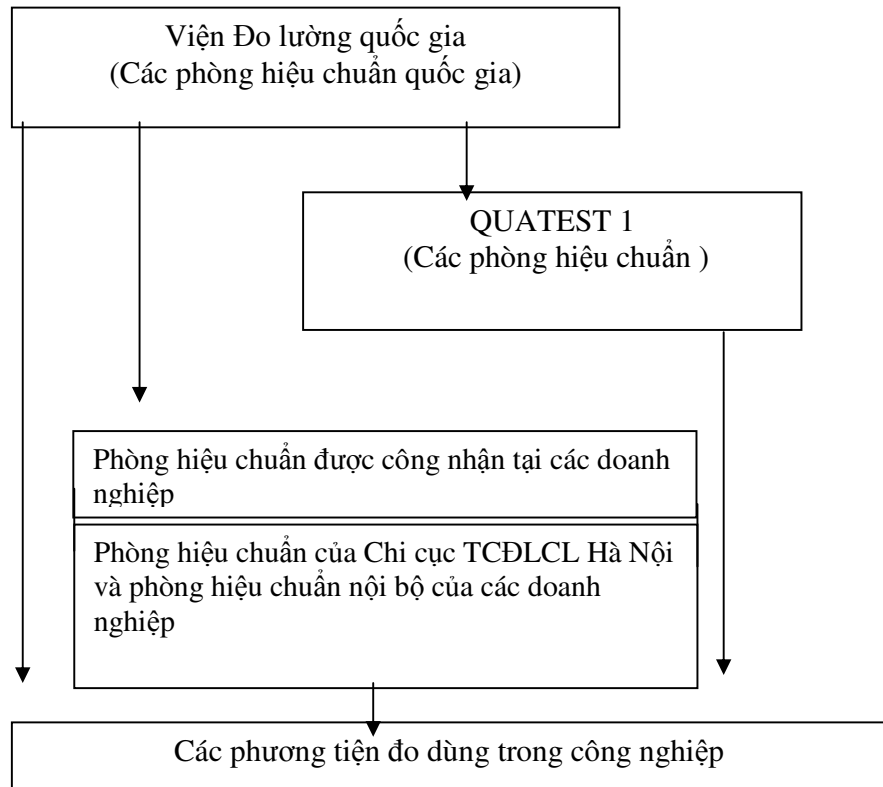 Viện Đo lường quốc gia
(Các phòng hiệu chuẩn quốc gia)
QUATEST 1
(Các phòng hiệu chuẩn )
Phòng hiệu chuẩn được công nhận tại các doanh
nghiệp
Phòng hiệu chuẩn của Chi cục TCĐLCL Hà Nội
và phòng hiệu chuẩn nội bộ của các doanh
nghiệp
Các phương tiện đo dùng trong công nghiệp